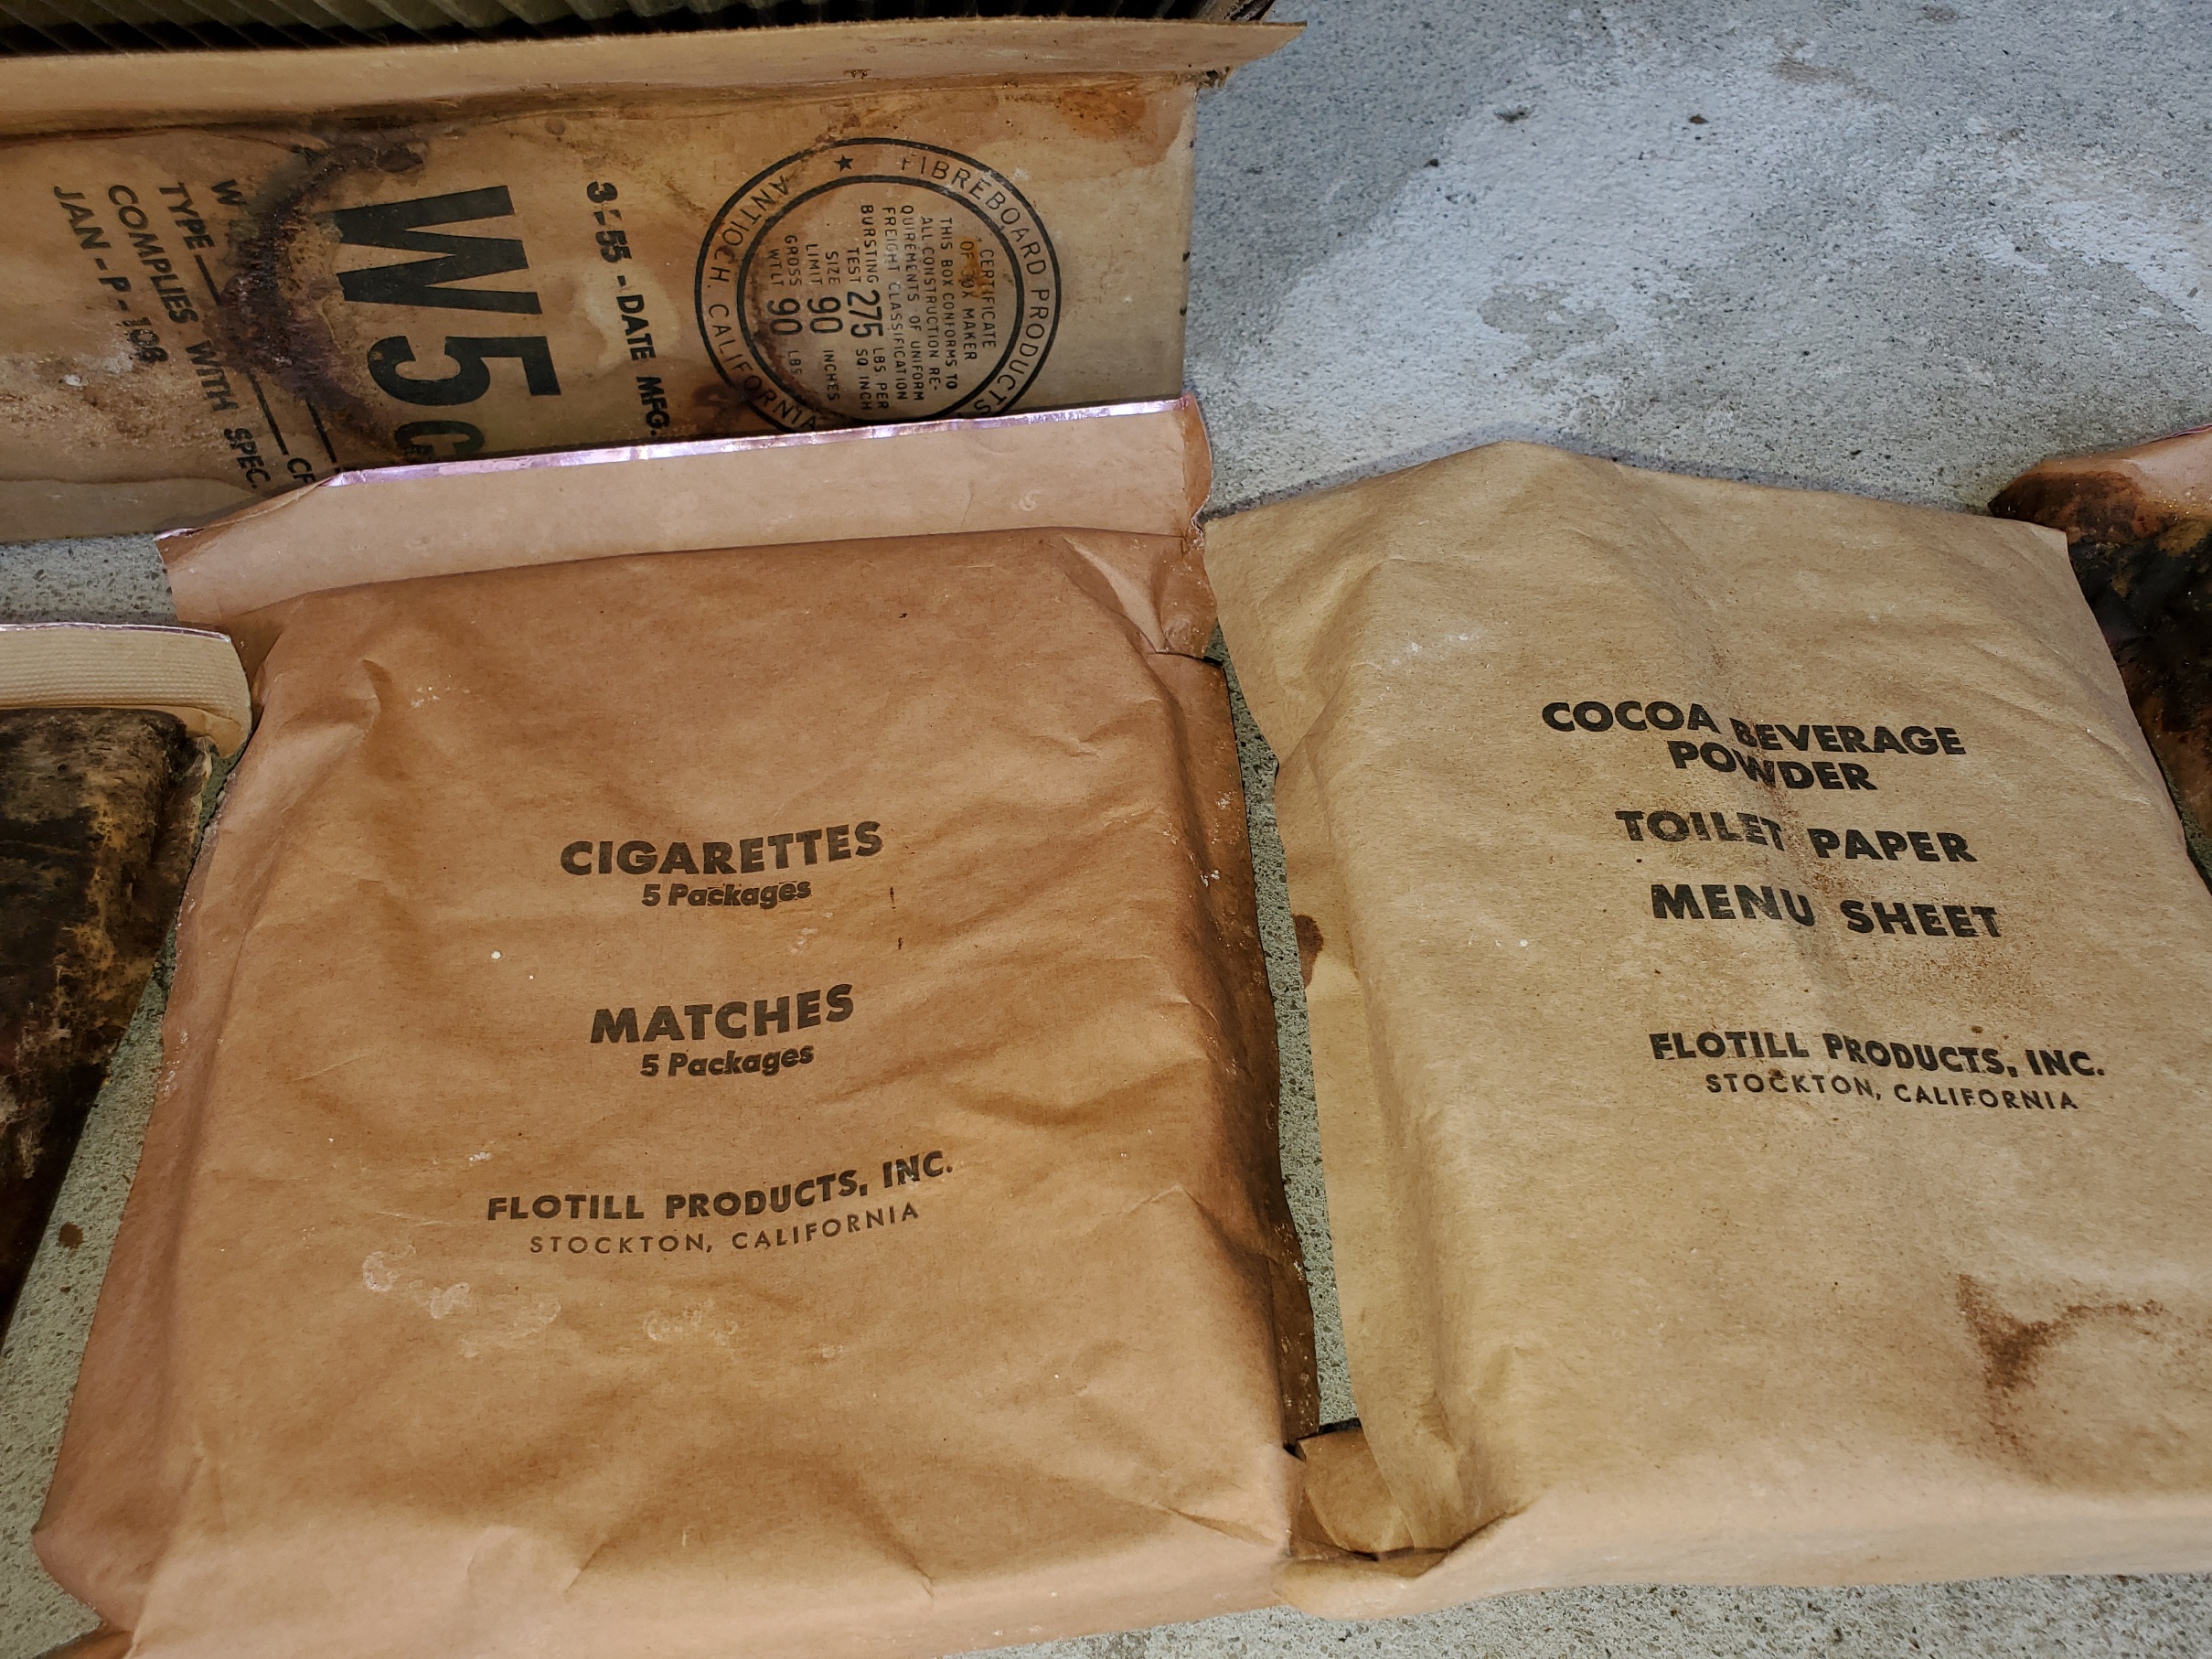 FIBREBOARD PRODUCTS
ANTIOCH, CALIFORNIA
CERTIFICATE
OF BOX MAKER
THIS BOX CONFORMS TO
ALL CONSTRUCTION RE-
QUIREMENTS OF UNIFORM
FREIGHT CLASSIFICATION
BURSTING TEST 275 LBS PER SQ INCH
SIZE LIMIT 90 INCHES
GROSS WT LT 90 LBS
55 - DATE MFG.
W5
W
TYPE
COMPLIES WITH SPEC.
JAN-P-108
CIGARETTES
5 Packages
MATCHES
5 Packages
FLOTILL PRODUCTS, INC.
STOCKTON, CALIFORNIA
COCOA BEVERAGE
POWDER
TOILET PAPER
MENU SHEET
FLOTILL PRODUCTS, INC.
STOCKTON, CALIFORNIA